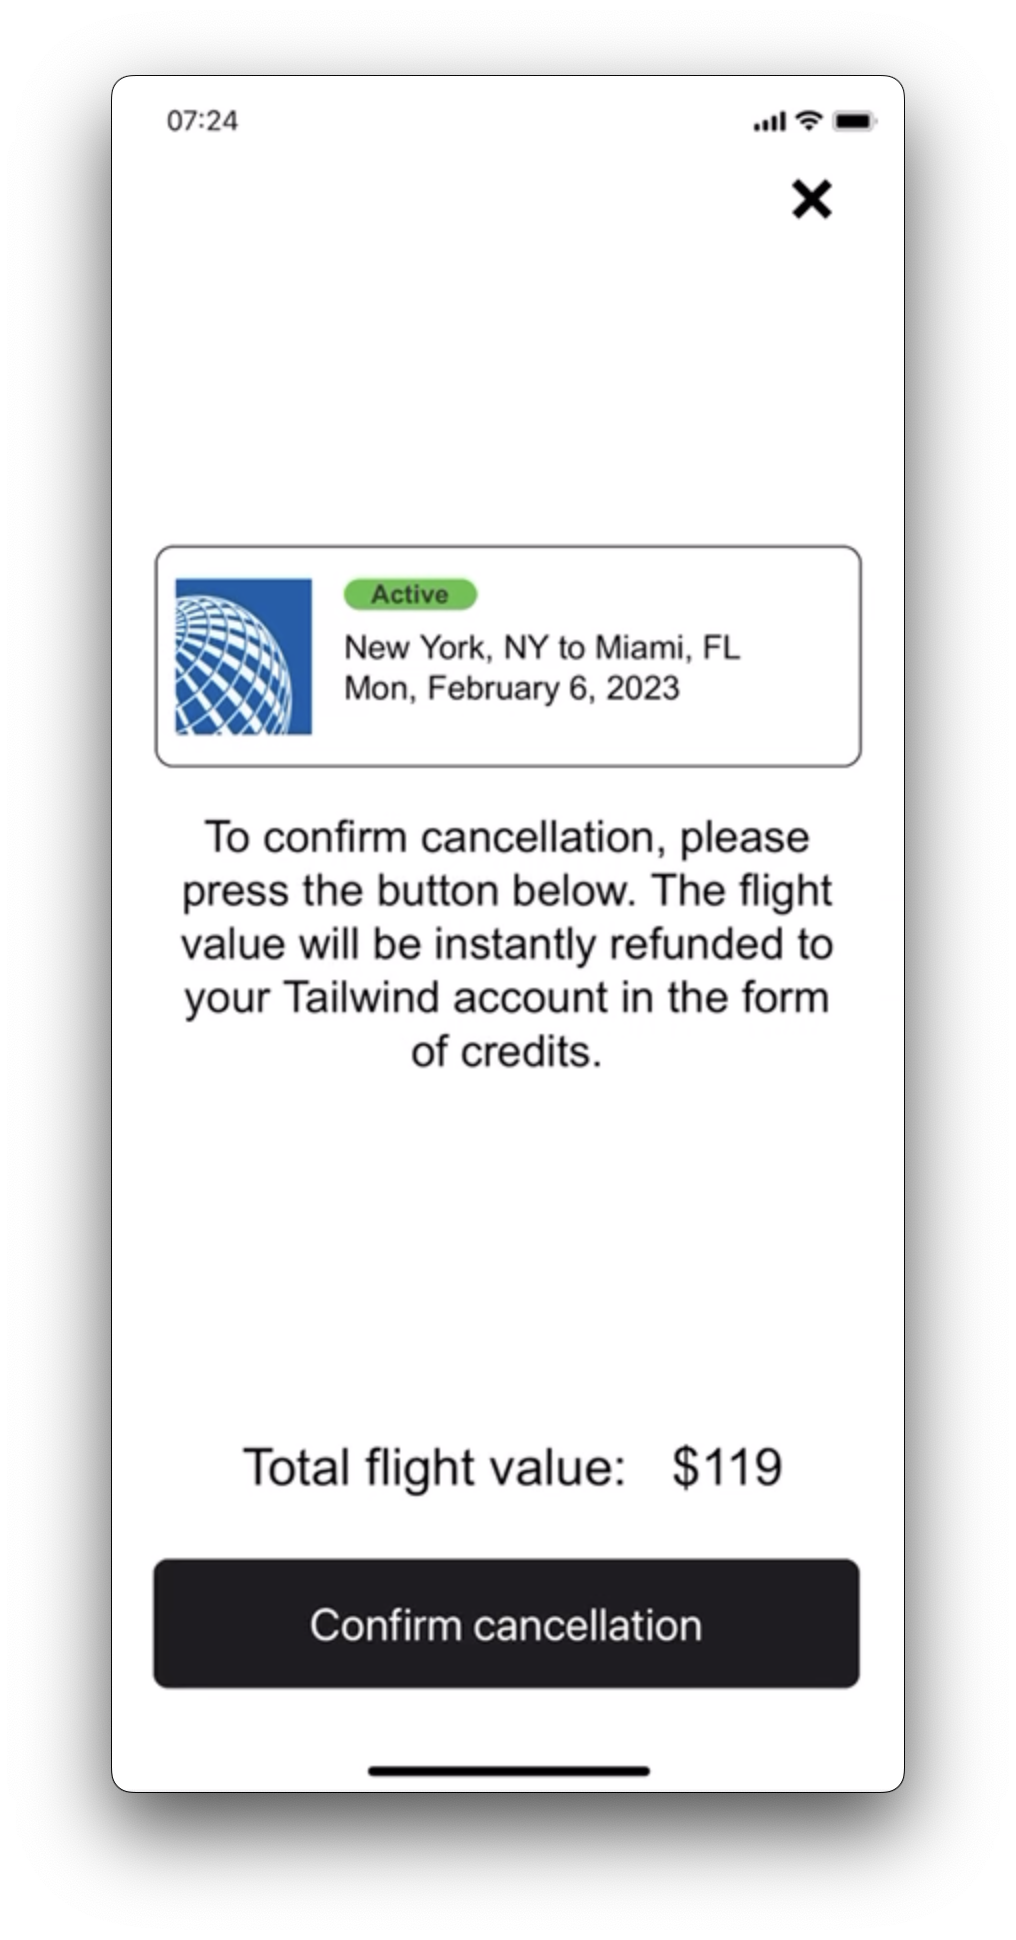 07:24
Active
New York, NY to Miami, FL
Mon, February 6, 2023
To confirm cancellation, please
press the button below. The flight
value will be instantly refunded to
your Tailwind account in the form
of credits.
Total flight value: $119
Confirm cancellation